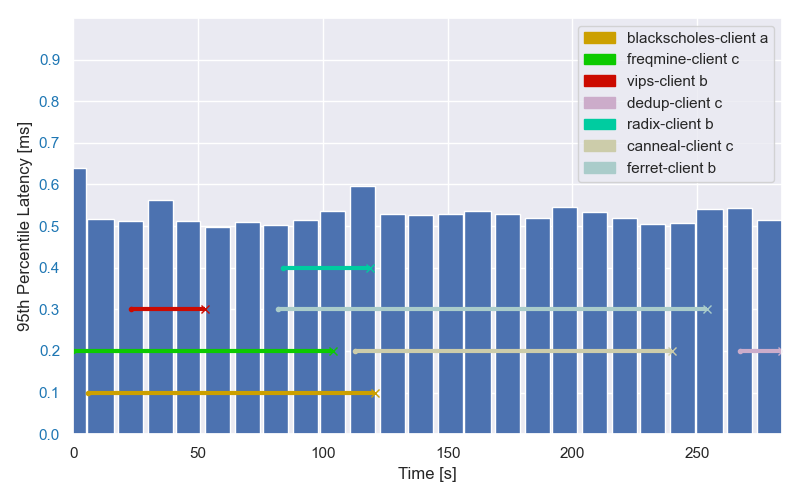 95th Percentile Latency [ms]
0.9
0.8
0.7
0.6
0.5
0.4
0.3
0.2
0.1
0.0
blackscholes-client a
freqmine-client c
vips-client b
dedup-client c
radix-client b
canneal-client c
ferret-client b
0 50 100 150 200 250
Time [s]